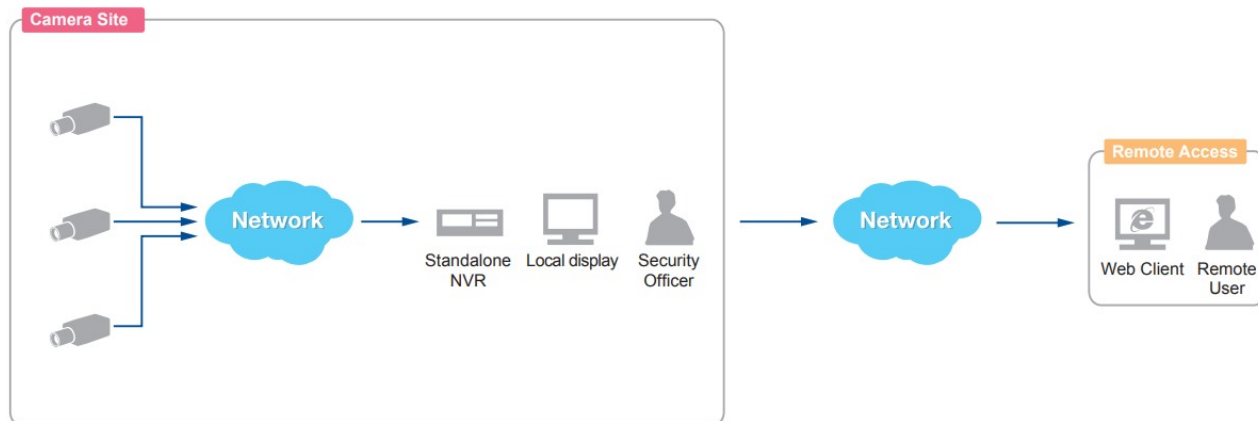 Camera Site
Network
Standalone
NVR
Local display
Security
Officer
Network
Remote Access
Web Client
Remote
User